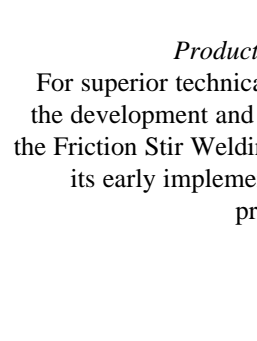 Product
For superior technica
the development and
the Friction Stir Weldi
its early impleme
pr